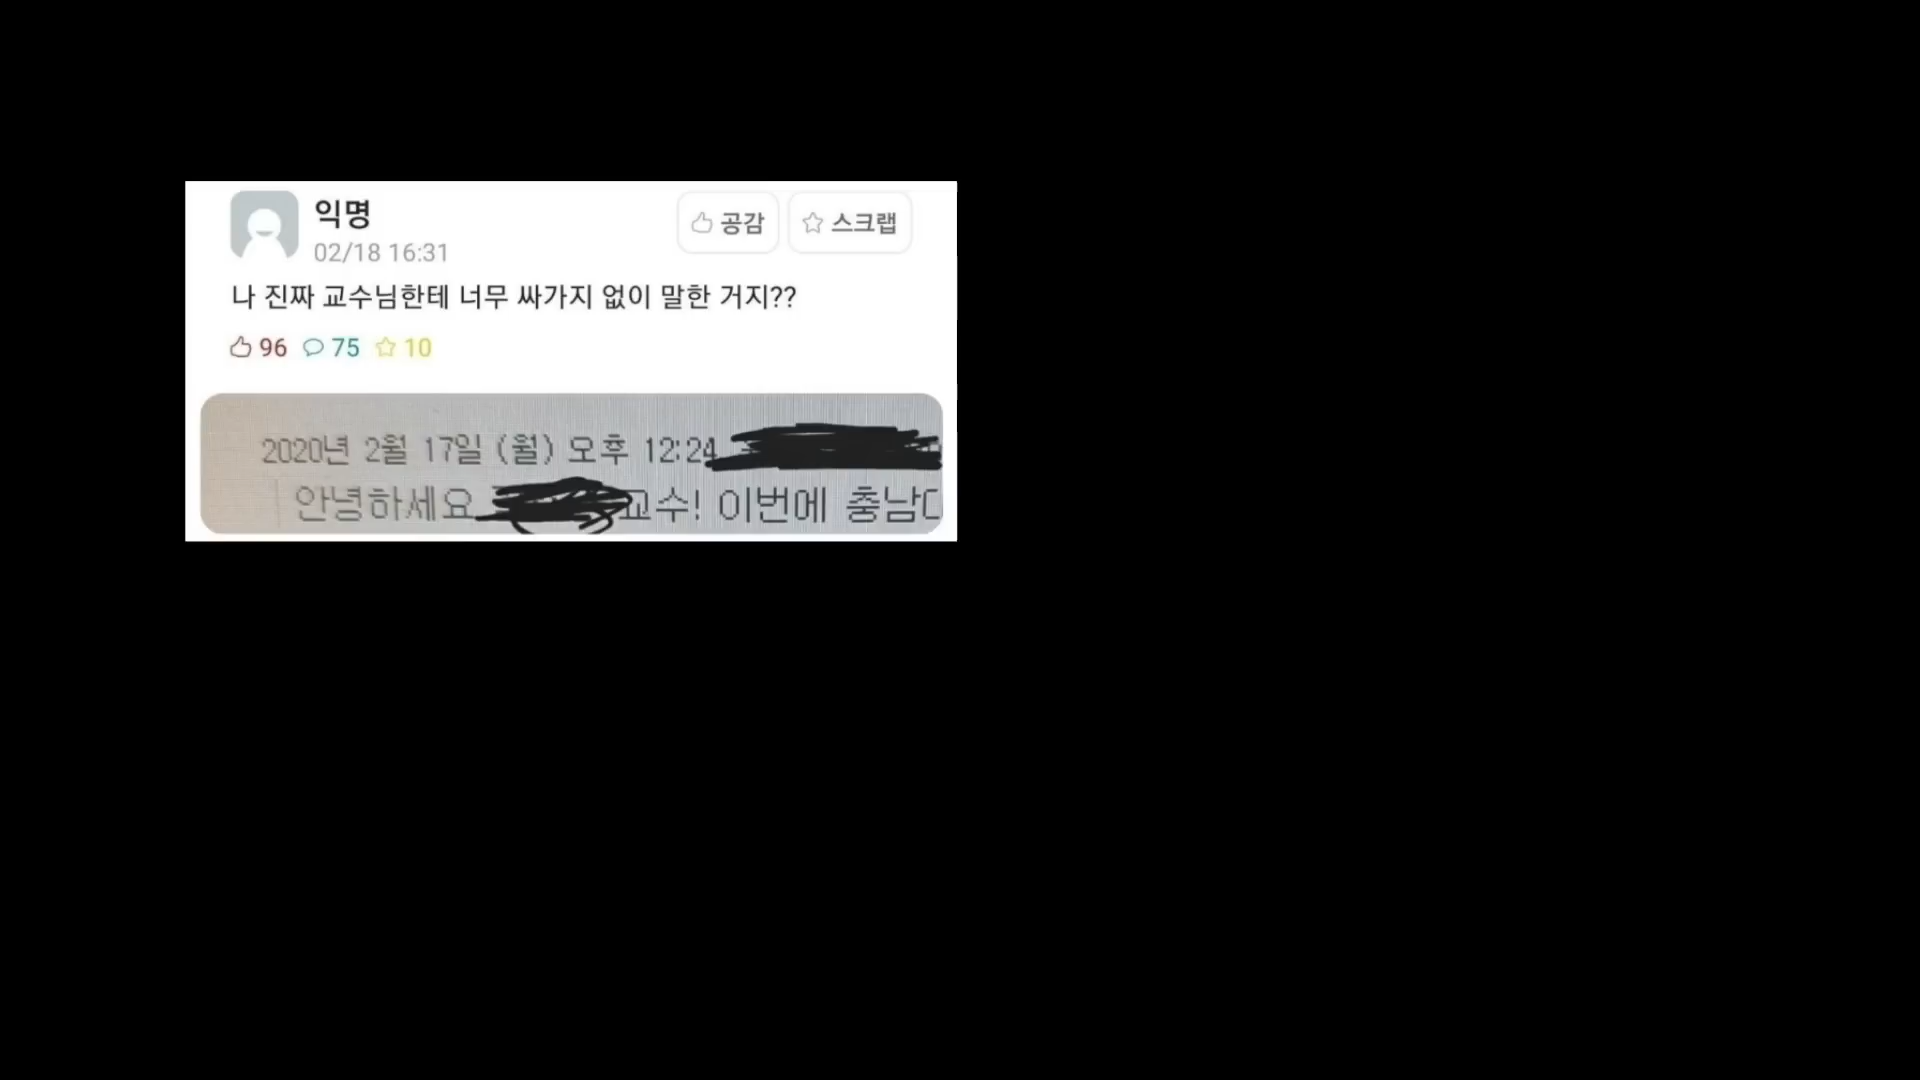 익명
공감
스크랩
02/18 16:31
나 진짜 교수님한테 너무 싸가지 없이 말한 거지??
96 75 10
2020년 2월 17일 (월) 오후 12:24
안녕하세요 교수! 이번에